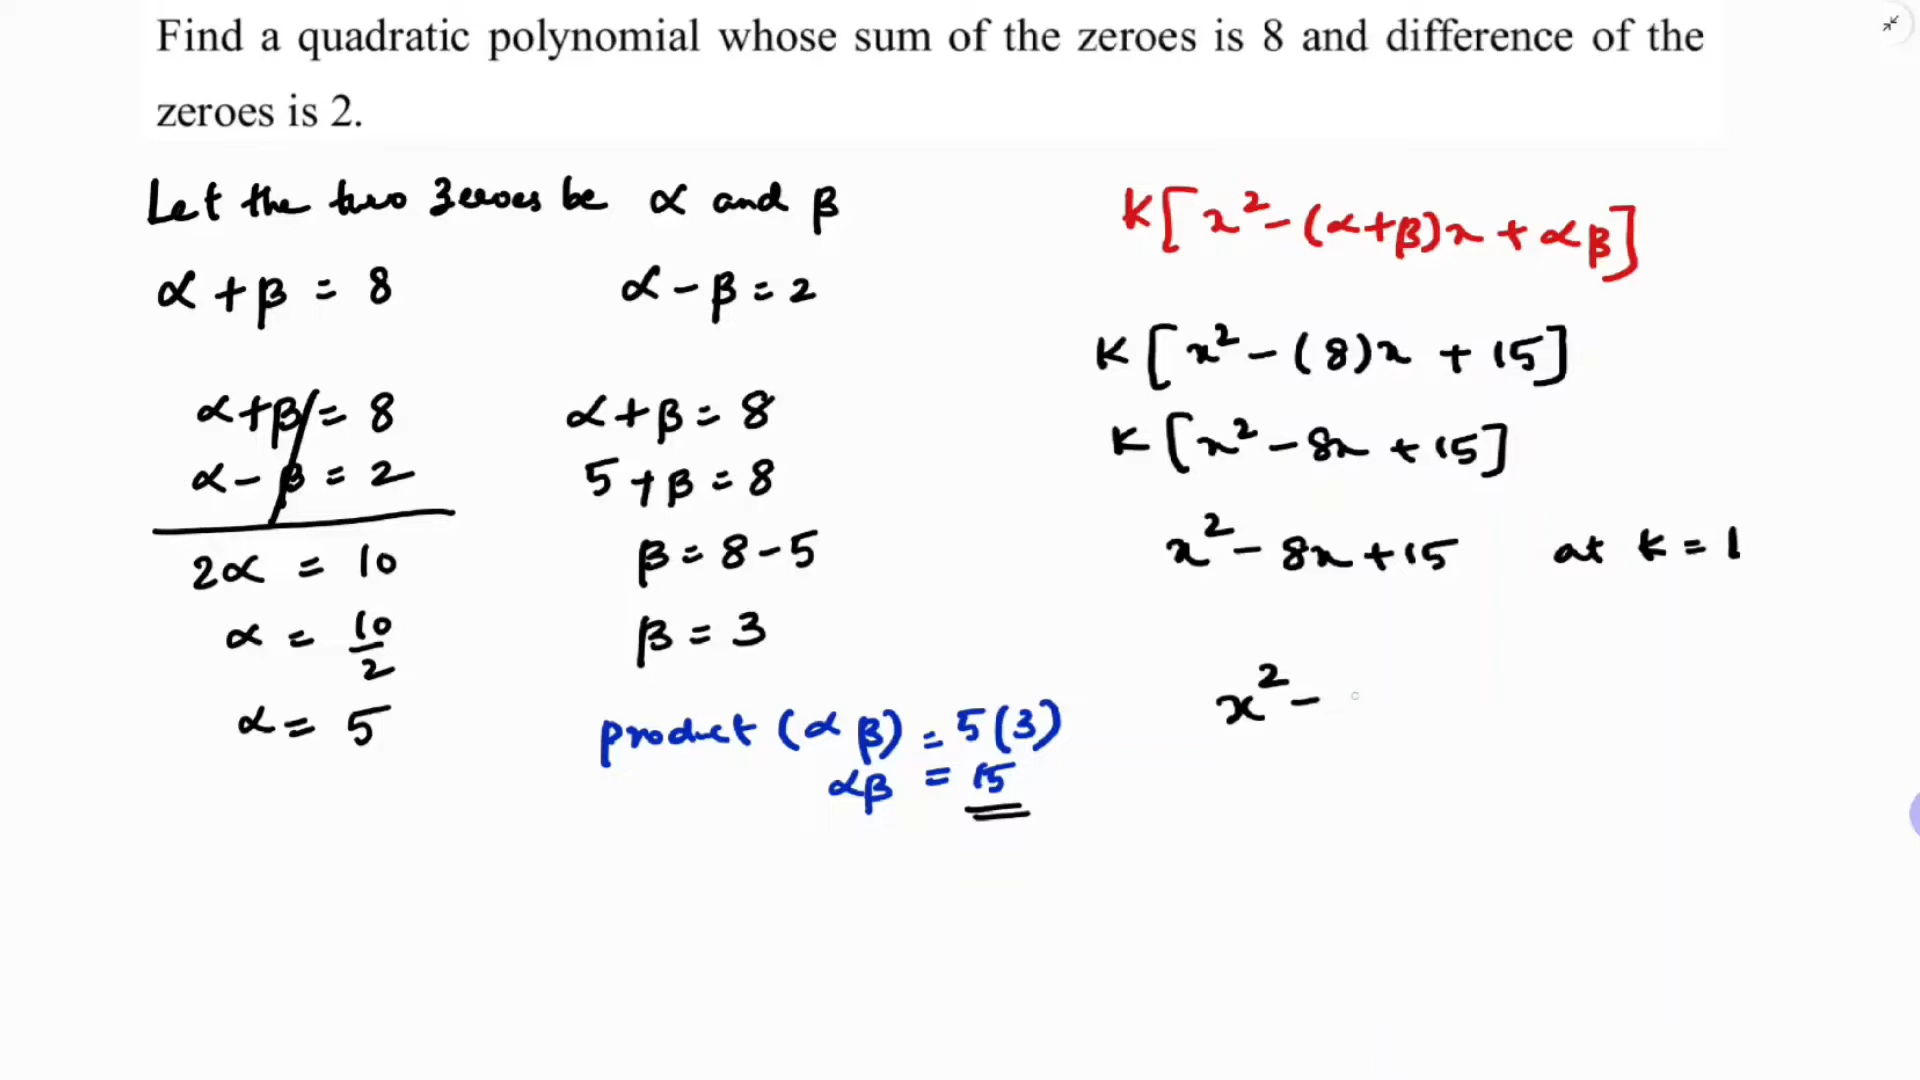 Find a quadratic polynomial whose sum of the zeroes is 8 and difference of the
zeroes is 2.
Let the two zeroes be α and β
α + β = 8
α - β = 2
α + β = 8
α - β = 2
2α = 10
α = 10/2
α = 5
α + β = 8
5 + β = 8
β = 8 - 5
β = 3
product (α β) = 5(3)
αβ = 15
K[x² - (α+β)x + αβ]
K[x² - (8)x + 15]
K[x² - 8x + 15]
x² - 8x + 15 at K = 1
x² -